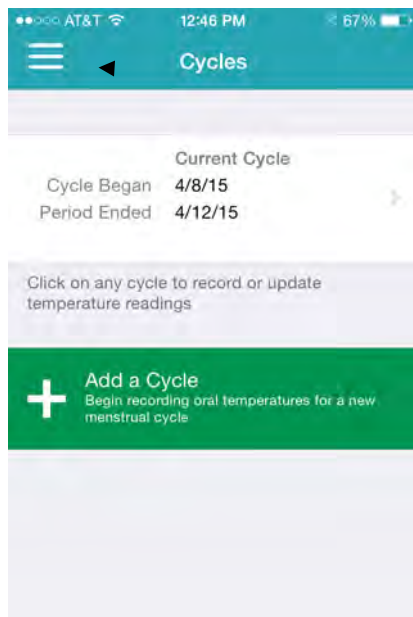 AT&T 12:46 PM 67%
Cycles
Current Cycle
Cycle Began 4/8/15
Period Ended 4/12/15
Click on any cycle to record or update
temperature readings
Add a Cycle
Begin recording oral temperatures for a new
menstrual cycle